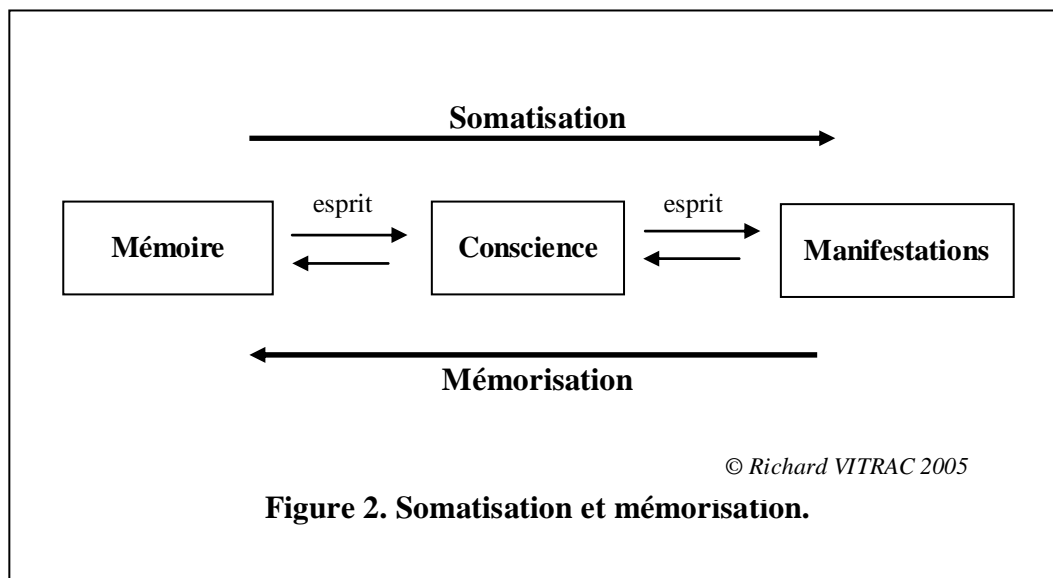 Somatisation
esprit
esprit
Mémoire
Conscience
Manifestations
Mémorisation
© Richard VITRAC 2005
Figure 2. Somatisation et mémorisation.